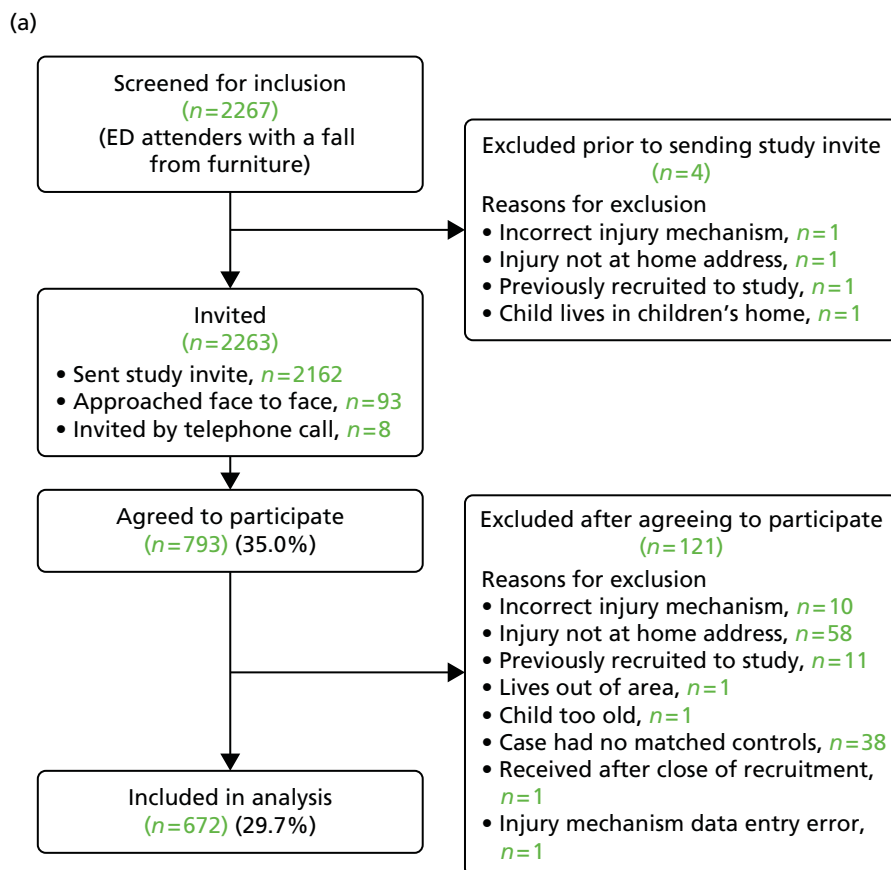 (a)
Screened for inclusion
(n=2267)
(ED attenders with a fall
from furniture)
Excluded prior to sending study invite
(n=4)
Reasons for exclusion
• Incorrect injury mechanism, n=1
• Injury not at home address, n=1
• Previously recruited to study, n=1
• Child lives in children's home, n=1
Invited
(n=2263)
• Sent study invite, n=2162
• Approached face to face, n=93
• Invited by telephone call, n=8
Agreed to participate
(n=793) (35.0%)
Excluded after agreeing to participate
(n=121)
Reasons for exclusion
• Incorrect injury mechanism, n=10
• Injury not at home address, n=58
• Previously recruited to study, n=11
• Lives out of area, n=1
• Child too old, n=1
• Case had no matched controls, n=38
• Received after close of recruitment,
n=1
• Injury mechanism data entry error,
n=1
Included in analysis
(n=672) (29.7%)